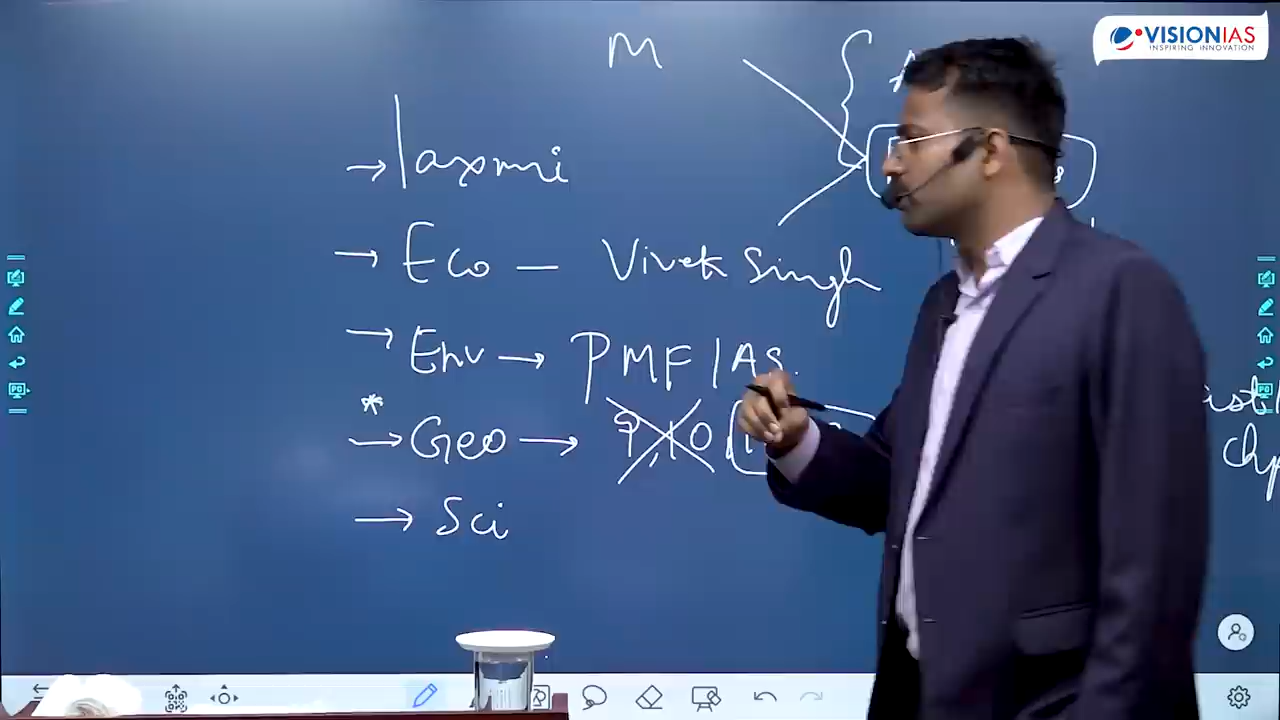 VISIONIAS
INSPIRING INNOVATION
M
→ laxmi
→ Eco — Vivek Singh
→ Env → PMF IAS
* → Geo →
→ Sci